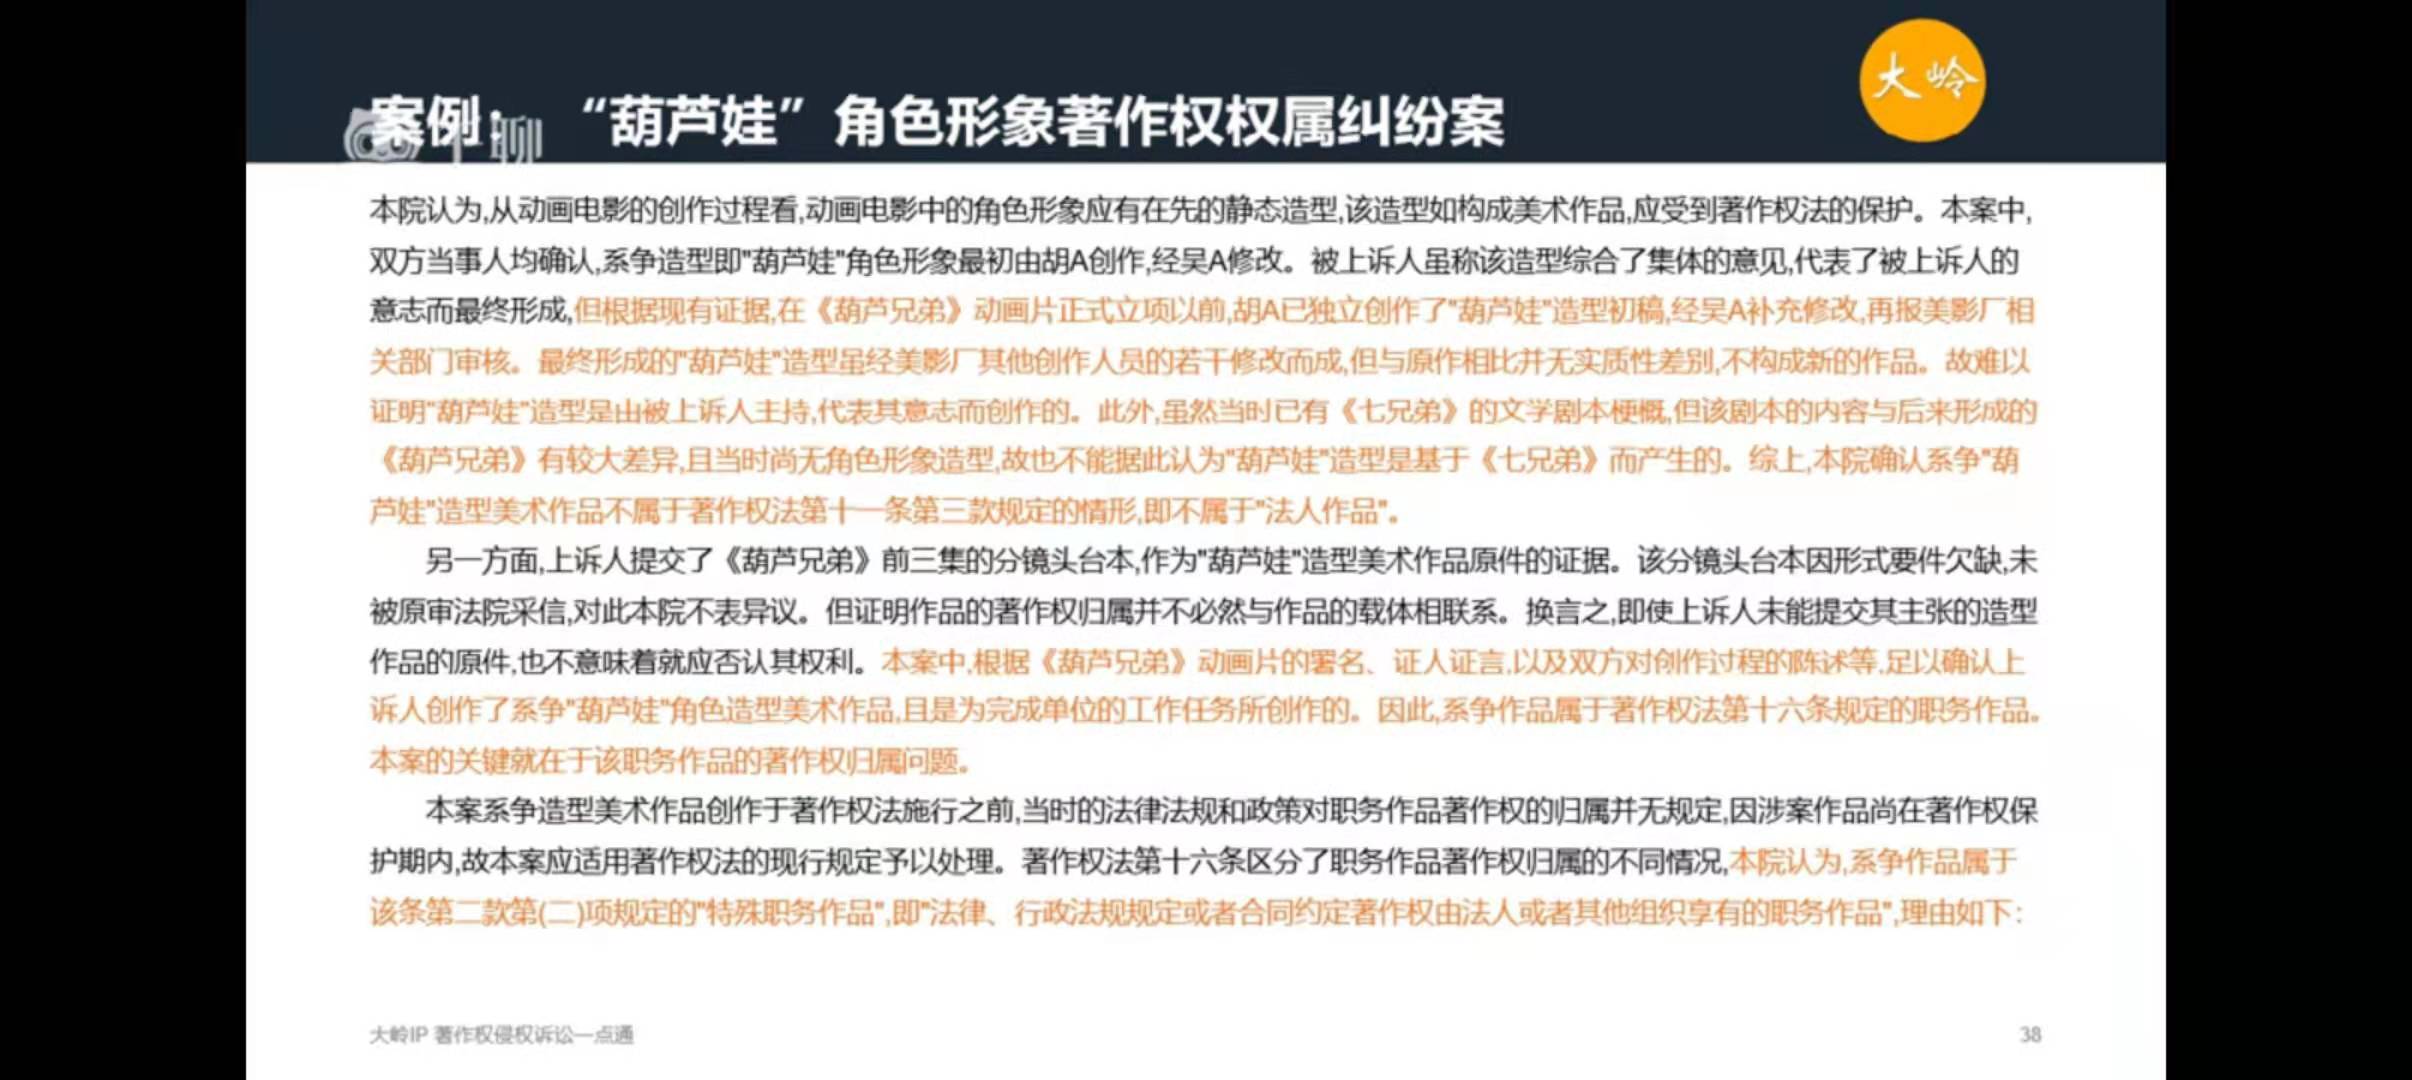 案例：“葫芦娃”角色形象著作权权属纠纷案
大岭
聊
本院认为,从动画电影的创作过程看,动画电影中的角色形象应有在先的静态造型,该造型如构成美术作品,应受到著作权法的保护。本案中,
双方当事人均确认,系争造型即"葫芦娃"角色形象最初由胡A创作,经吴A修改。被上诉人虽称该造型综合了集体的意见,代表了被上诉人的
意志而最终形成,但根据现有证据,在《葫芦兄弟》动画片正式立项以前,胡A已独立创作了"葫芦娃"造型初稿,经吴A补充修改,再报美影厂相
关部门审核。最终形成的"葫芦娃"造型虽经美影厂其他创作人员的若干修改而成,但与原作相比并无实质性差别,不构成新的作品。故难以
证明"葫芦娃"造型是由被上诉人主持,代表其意志而创作的。此外,虽然当时已有《七兄弟》的文学剧本梗概,但该剧本的内容与后来形成的
《葫芦兄弟》有较大差异,且当时尚无角色形象造型,故也不能据此认为"葫芦娃"造型是基于《七兄弟》而产生的。综上,本院确认系争"葫
芦娃"造型美术作品不属于著作权法第十一条第三款规定的情形,即不属于"法人作品"。
另一方面,上诉人提交了《葫芦兄弟》前三集的分镜头台本,作为"葫芦娃"造型美术作品原件的证据。该分镜头台本因形式要件欠缺,未
被原审法院采信,对此本院不表异议。但证明作品的著作权归属并不必然与作品的载体相联系。换言之,即使上诉人未能提交其主张的造型
作品的原件,也不意味着就应否认其权利。本案中,根据《葫芦兄弟》动画片的署名、证人证言,以及双方对创作过程的陈述等,足以确认上
诉人创作了系争"葫芦娃"角色造型美术作品,且是为完成单位的工作任务所创作的。因此,系争作品属于著作权法第十六条规定的职务作品。
本案的关键就在于该职务作品的著作权归属问题。
本案系争造型美术作品创作于著作权法施行之前,当时的法律法规和政策对职务作品著作权的归属并无规定,因涉案作品尚在著作权保
护期内,故本案应适用著作权法的现行规定予以处理。著作权法第十六条区分了职务作品著作权归属的不同情况,本院认为,系争作品属于
该条第二款第(二)项规定的"特殊职务作品",即"法律、行政法规规定或者合同约定著作权由法人或者其他组织享有的职务作品",理由如下:
大岭IP 著作权侵权诉讼一点通
38